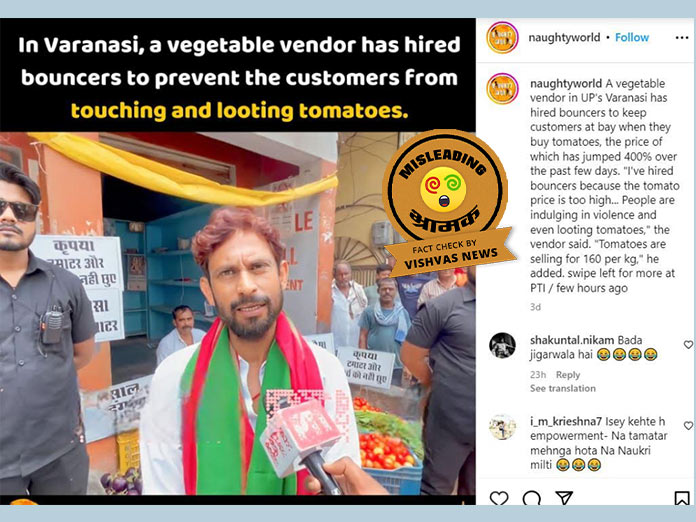 In Varanasi, a vegetable vendor has hired
bouncers to prevent the customers from
touching and looting tomatoes.
MISLEADING
भ्रामक
FACT CHECK BY
VISHVAS NEWS
कृपया
टमाटर और
नही छुए
कृपया
टमाटर और
को नही छुए
naughtyworld • Follow
naughtyworld A vegetable
vendor in UP's Varanasi has
hired bouncers to keep
customers at bay when they
buy tomatoes, the price of
which has jumped 400% over
the past few days. "I've hired
bouncers because the tomato
price is too high... People are
indulging in violence and
even looting tomatoes," the
vendor said. "Tomatoes are
selling for 160 per kg," he
added. swipe left for more at
PTI / few hours ago
3d
shakuntal.nikam Bada
jigarwala hai 😂😂😂😂
23h Reply
See translation
i_m_krieshna7 Isey kehte h
empowerment- Na tamatar
mehnga hota Na Naukri
milti 😂😂😂